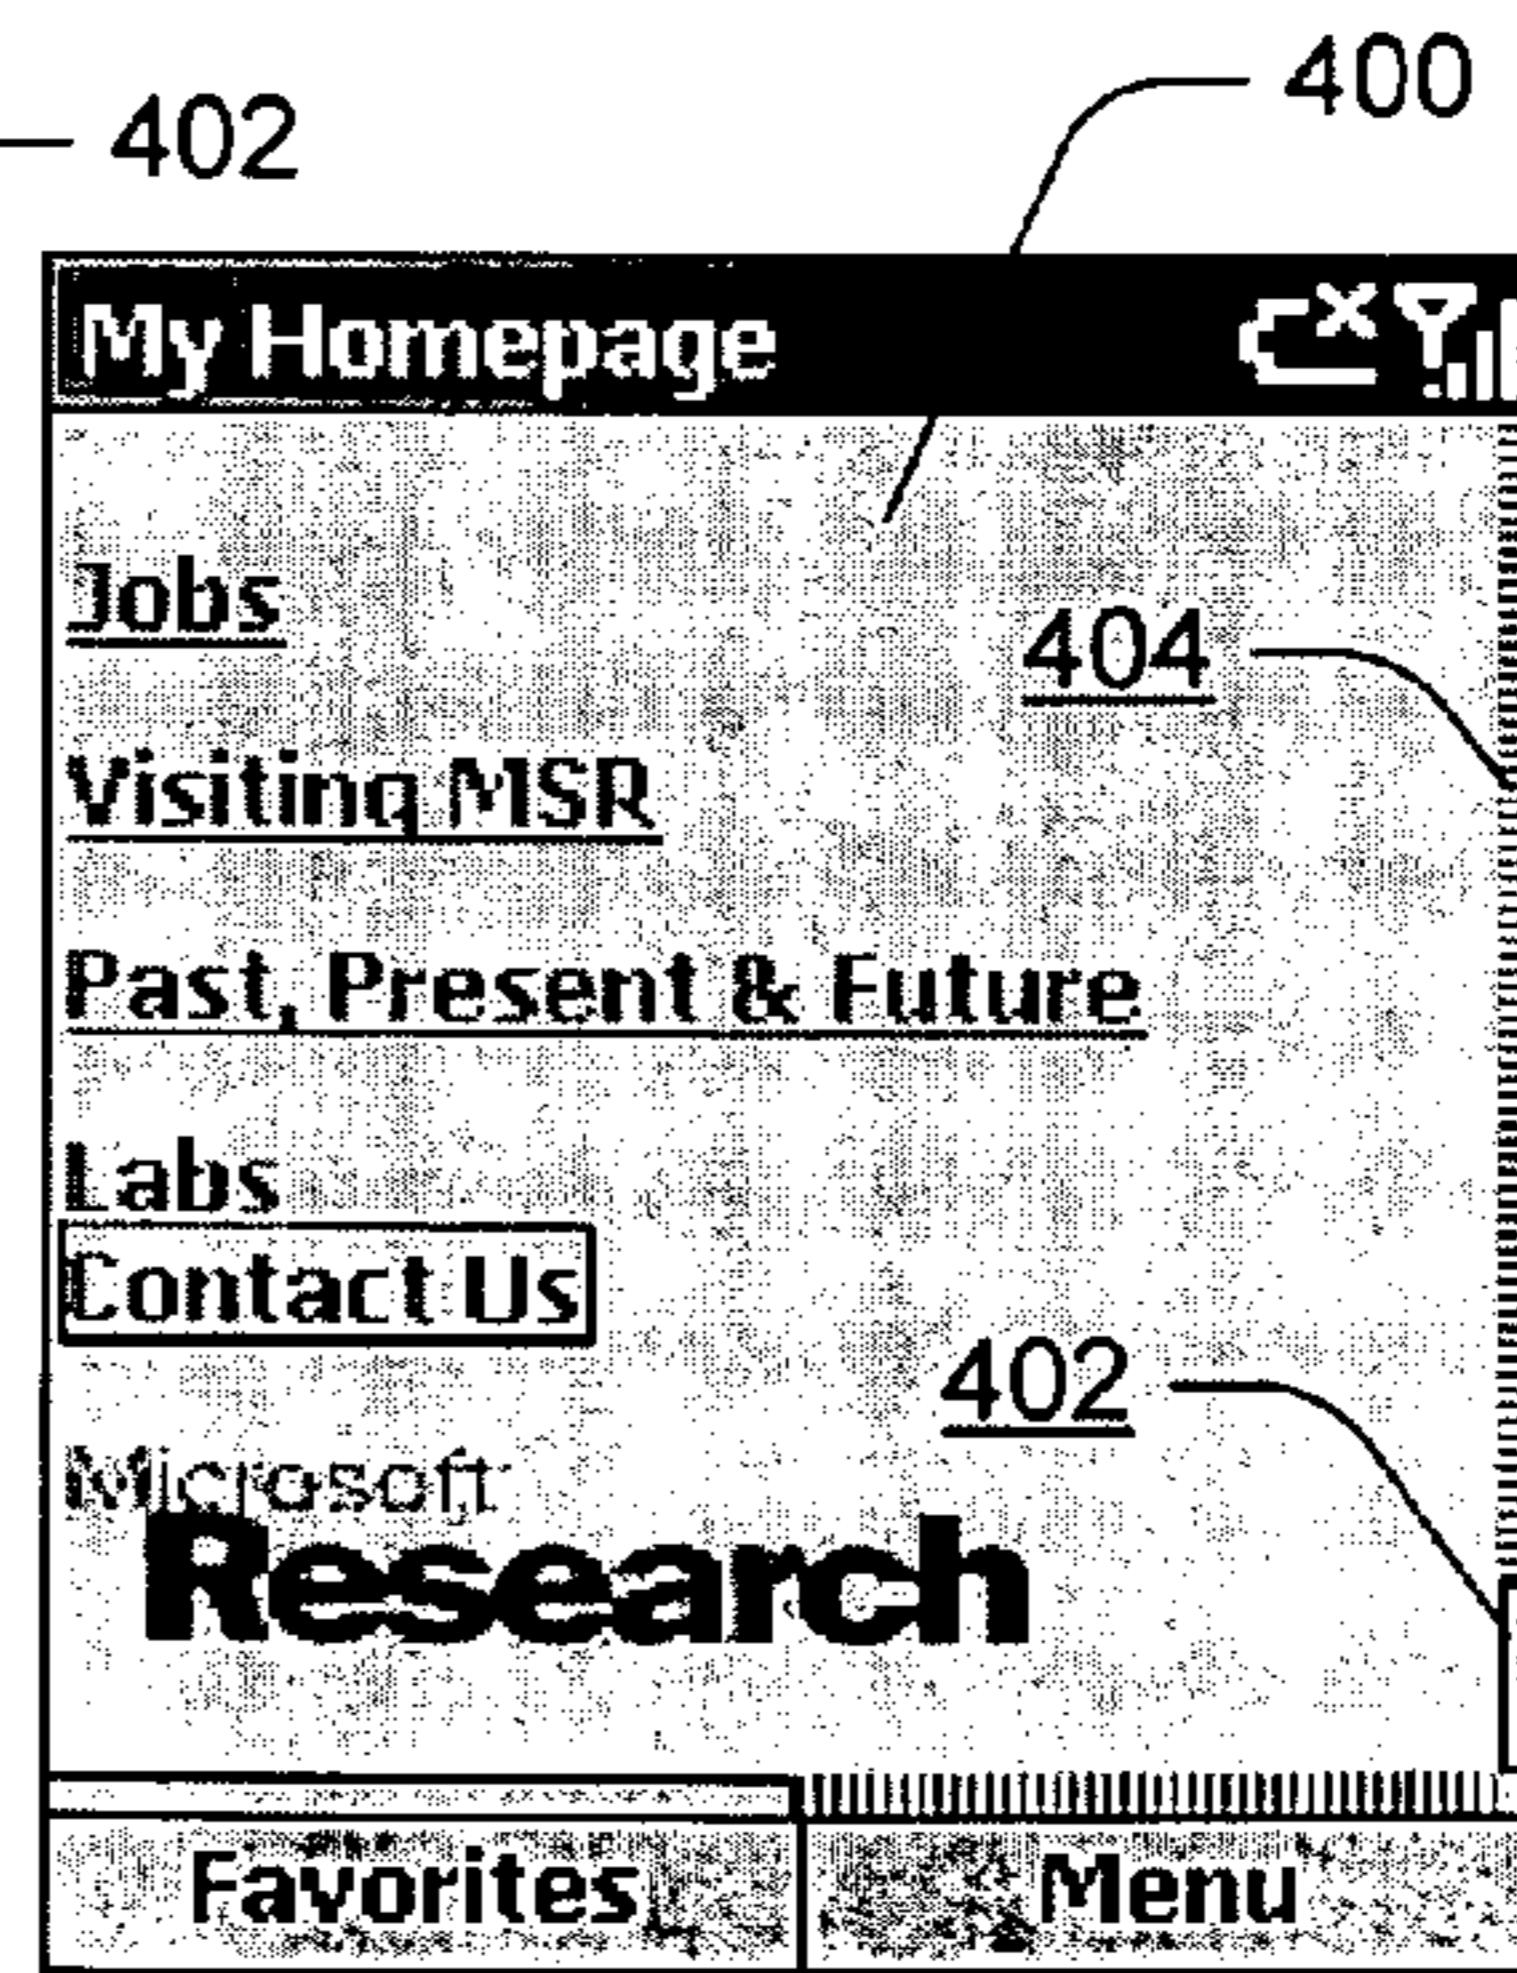 400
402
My Homepage
Jobs
404
Visiting MSR
Past, Present & Future
Labs
Contact Us
402
Microsoft
Research
Favorites
Menu